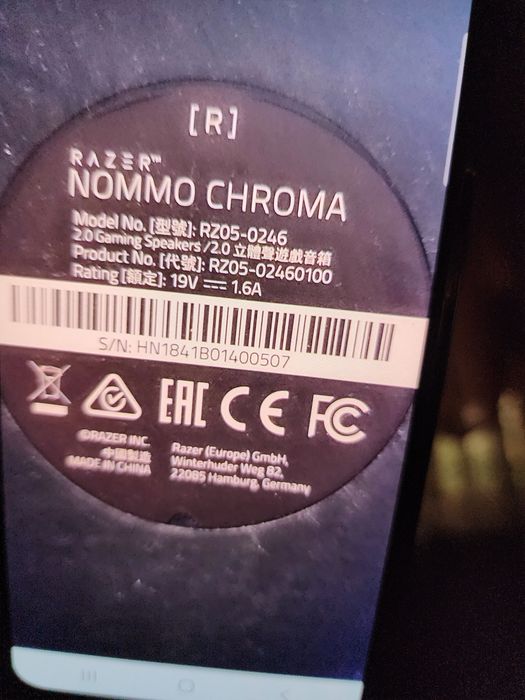 [R]
RAZER™
NOMMO CHROMA
Model No. [型號]: RZ05-0246
2.0 Gaming Speakers /2.0 立體聲遊戲音箱
Product No. [代號]: RZ05-02460100
Rating [額定]: 19V ⎓ 1.6A
S/N: HN1841B01400507
EAC CE FC
©RAZER INC.
中國製造
MADE IN CHINA
Razer (Europe) GmbH,
Winterhuder Weg 82,
22085 Hamburg, Germany